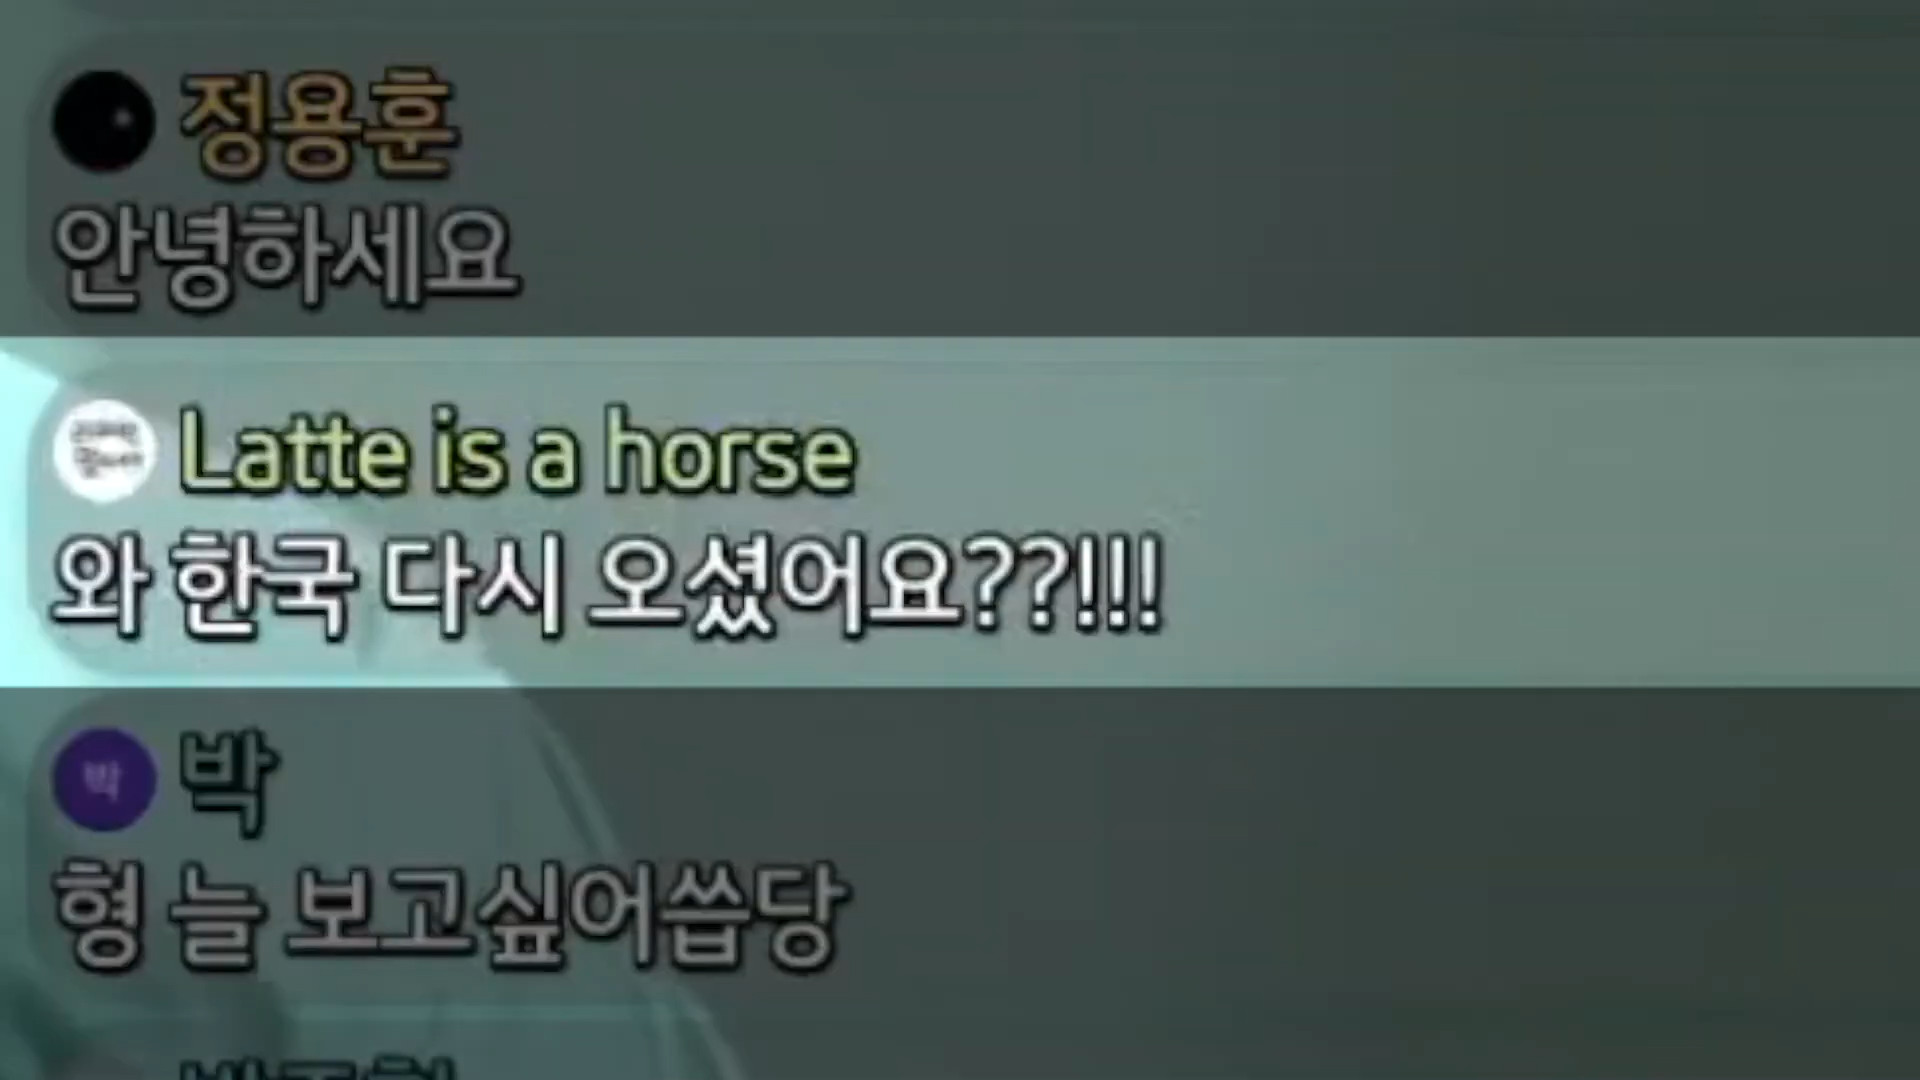 정용훈
안녕하세요
Latte is a horse
와 한국 다시 오셨어요??!!!
박
박
형 늘 보고싶어씁당